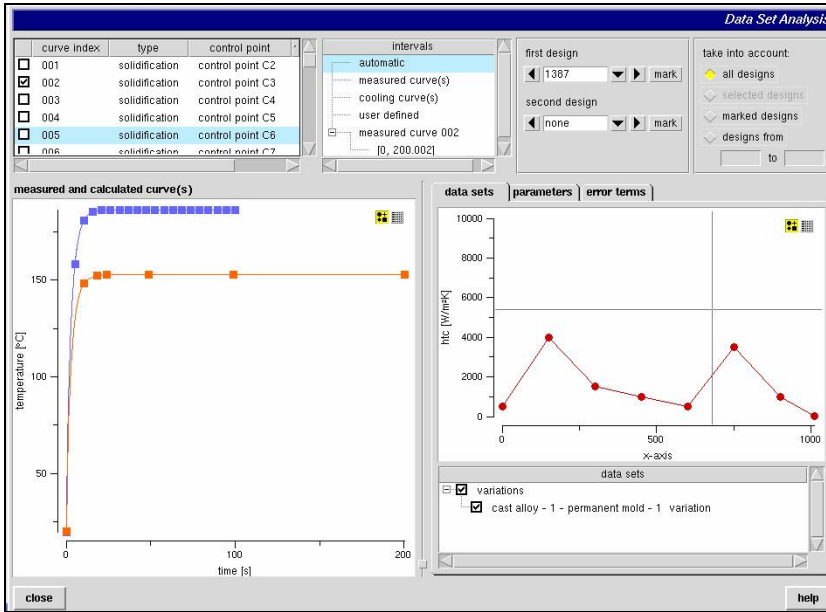 Data Set Analysis
curve index type control point
001 solidification control point C2
002 solidification control point C3
003 solidification control point C4
004 solidification control point C5
005 solidification control point C6
006 solidification control point C7
intervals
automatic
measured curve(s)
cooling curve(s)
user defined
measured curve 002
[0, 200.002]
first design
1387 mark
second design
none mark
take into account:
all designs
selected designs
marked designs
designs from
to
measured and calculated curve(s)
temperature [°C]
150
100
50
0 100 200
time [s]
data sets parameters error terms
htc [W/m²K]
10000
8000
6000
4000
2000
0
0 500 1000
x-axis
data sets
variations
cast alloy - 1 - permanent mold - 1 variation
close help